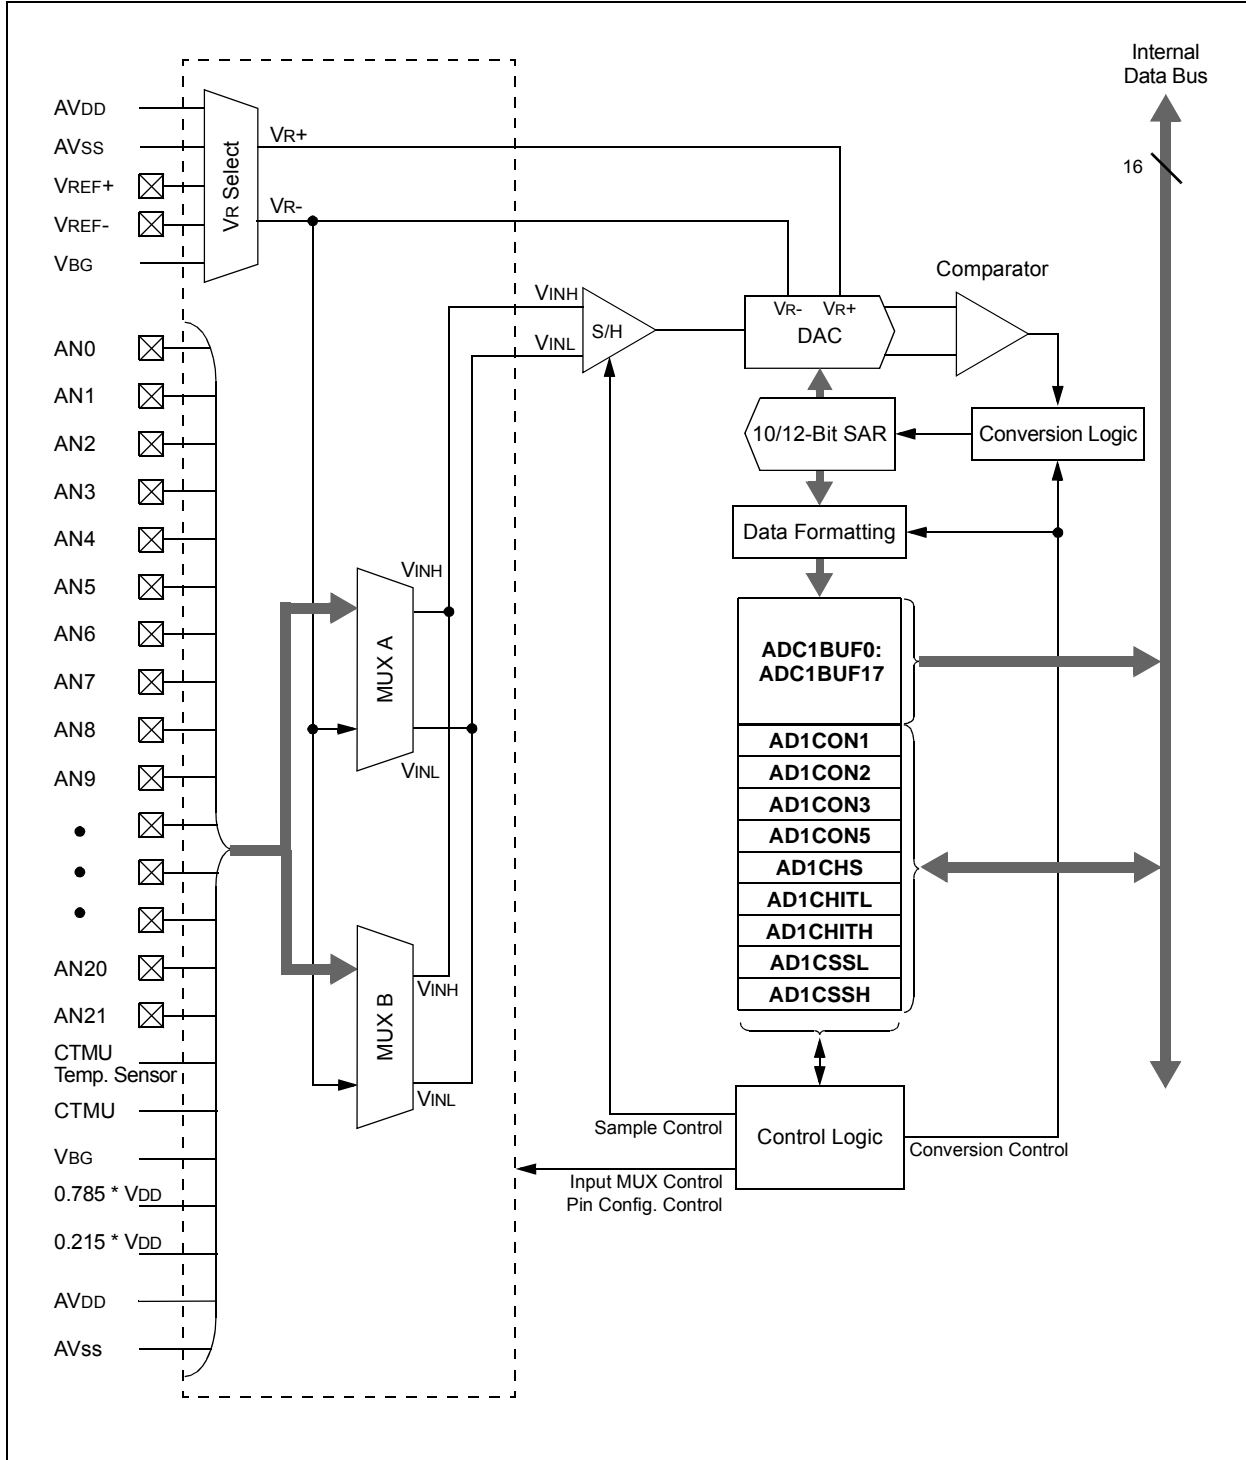 Internal
Data Bus
16
AVDD
AVSS
VREF+
VREF-
VBG
VR Select
VR+
VR-
AN0
AN1
AN2
AN3
AN4
AN5
AN6
AN7
AN8
AN9
AN20
AN21
CTMU
Temp. Sensor
CTMU
VBG
0.785 * VDD
0.215 * VDD
AVDD
AVss
VINH
MUX A
VINL
VINH
MUX B
VINL
VINH
VINL
S/H
VR- VR+
DAC
Comparator
10/12-Bit SAR
Conversion Logic
Data Formatting
ADC1BUF0:
ADC1BUF17
AD1CON1
AD1CON2
AD1CON3
AD1CON5
AD1CHS
AD1CHITL
AD1CHITH
AD1CSSL
AD1CSSH
Control Logic
Sample Control
Input MUX Control
Pin Config. Control
Conversion Control